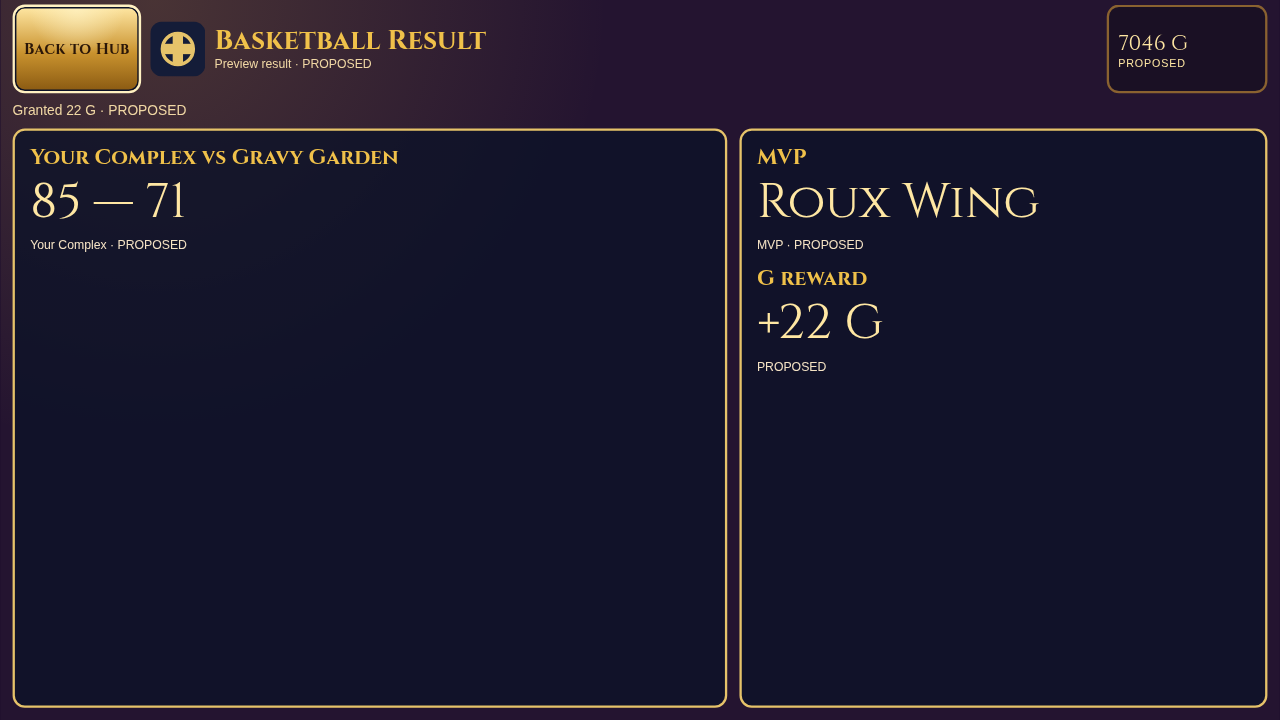 Back to Hub
Basketball Result
Preview result · PROPOSED
7046 G
PROPOSED
Granted 22 G · PROPOSED
Your Complex vs Gravy Garden
85 — 71
Your Complex · PROPOSED
MVP
Roux Wing
MVP · PROPOSED
G reward
+22 G
PROPOSED